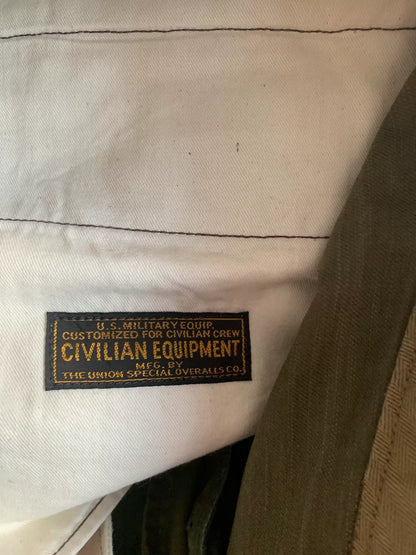 U.S. MILITARY EQUIP.
CUSTOMIZED FOR CIVILIAN CREW
CIVILIAN EQUIPMENT
MFG. BY
THE UNION SPECIAL OVERALLS CO.